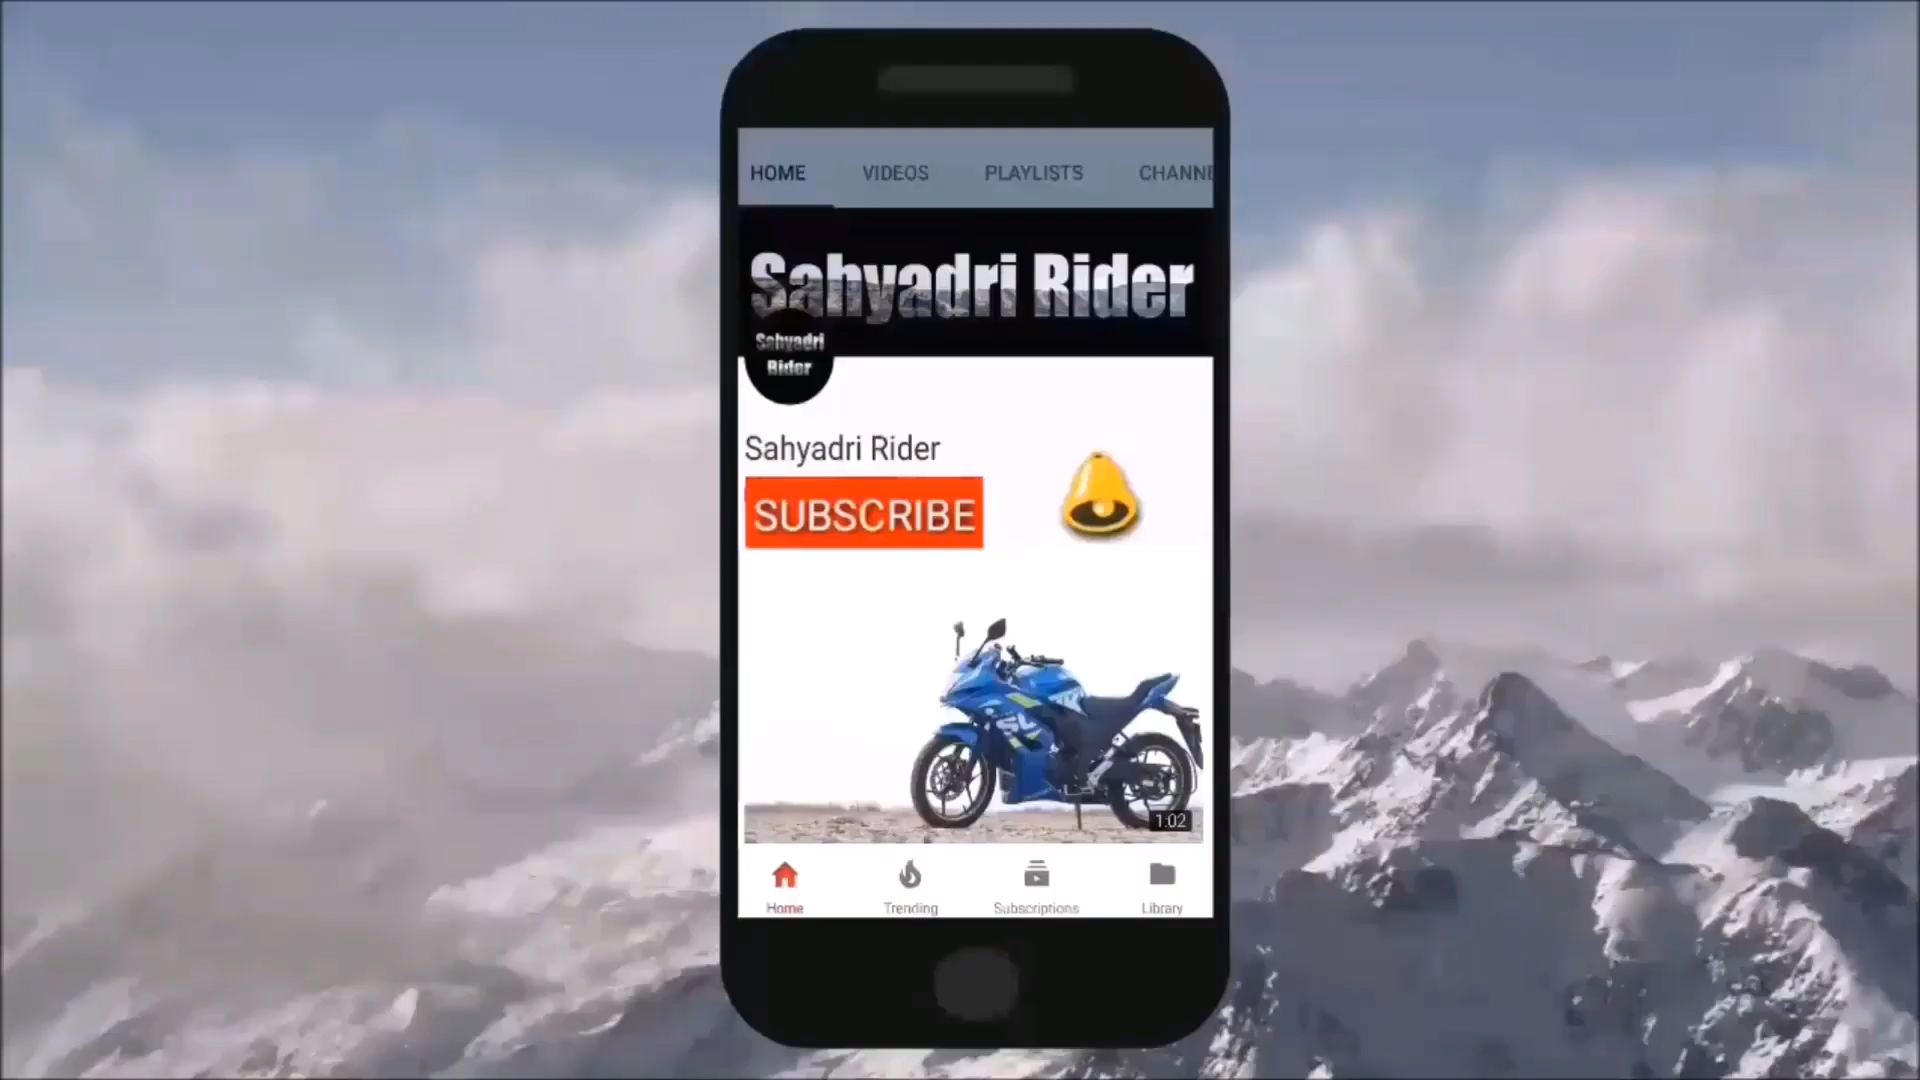 HOME VIDEOS PLAYLISTS CHANNE
Sahyadri Rider
Sahyadri
Rider
Sahyadri Rider
SUBSCRIBE
1:02
Home Trending Subscriptions Library